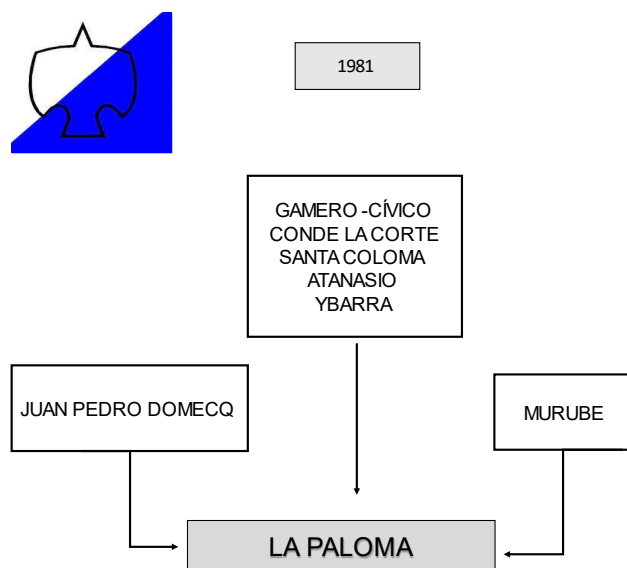 1981
GAMERO -CÍVICO
CONDE LA CORTE
SANTA COLOMA
ATANASIO
YBARRA
JUAN PEDRO DOMECQ
MURUBE
LA PALOMA